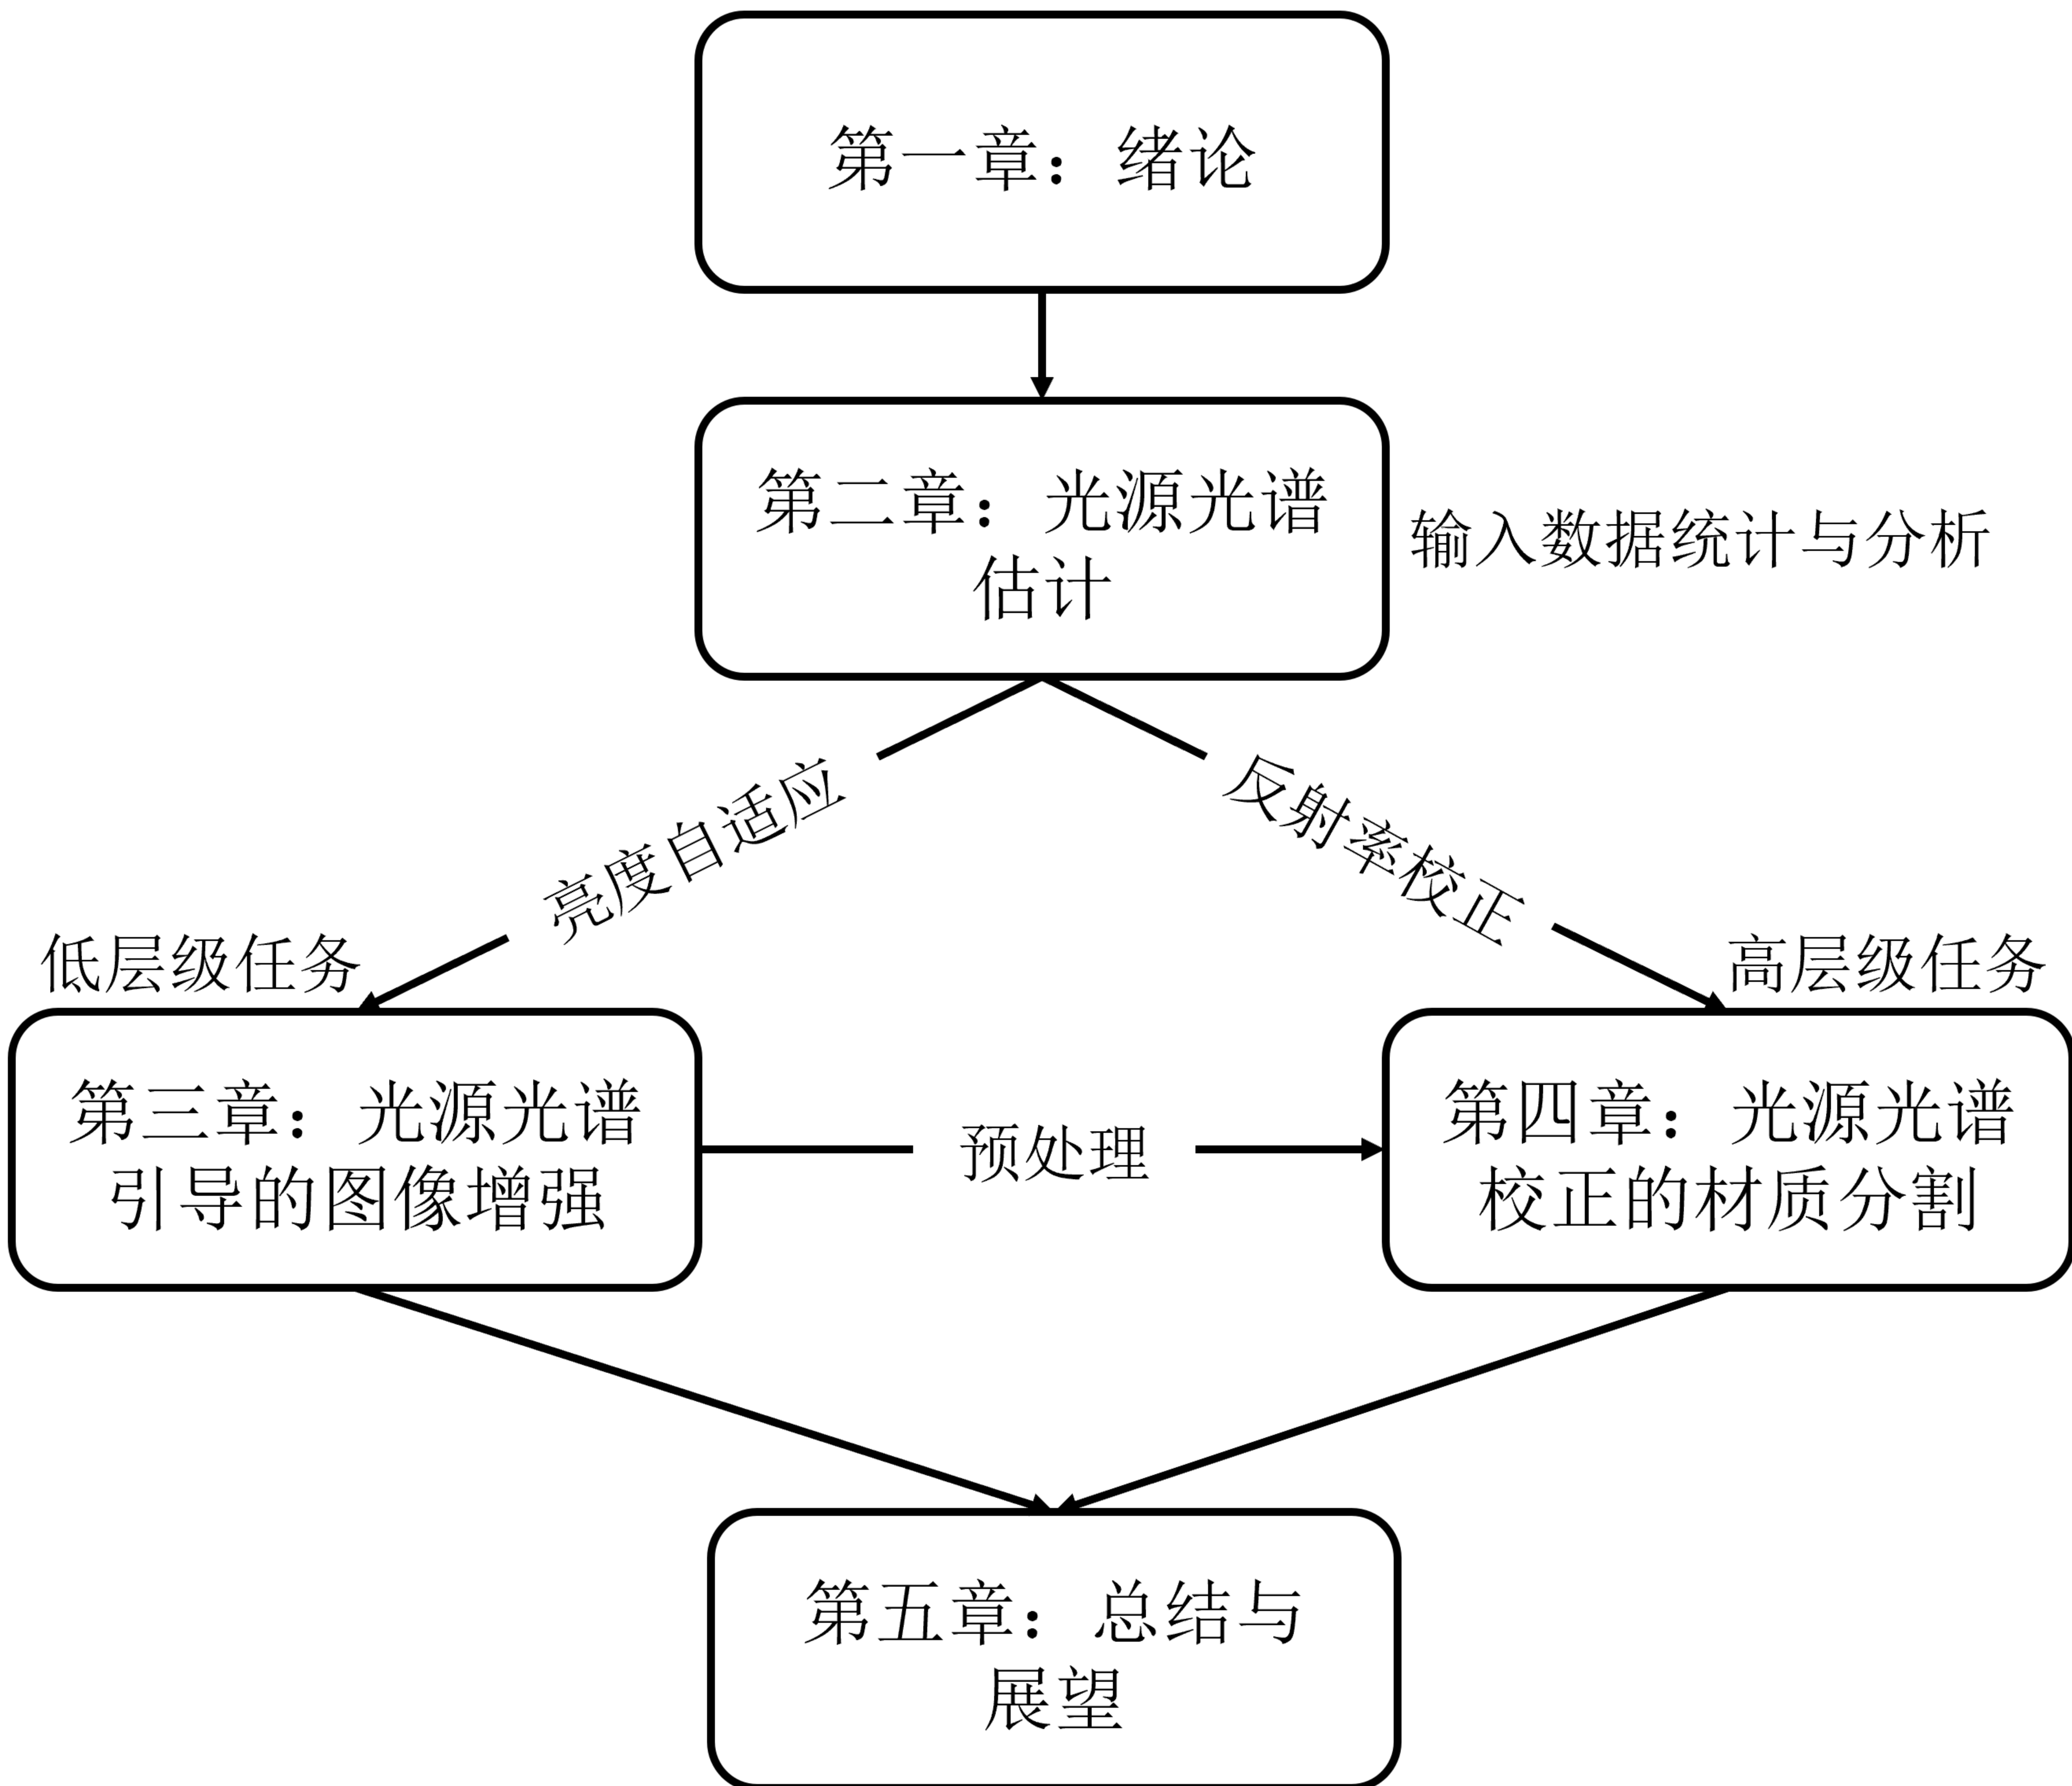 第一章：绪论
第二章：光源光谱
估计
输入数据统计与分析
亮度自适应
反射率校正
低层级任务
高层级任务
第三章：光源光谱
引导的图像增强
预处理
第四章：光源光谱
校正的材质分割
第五章：总结与
展望